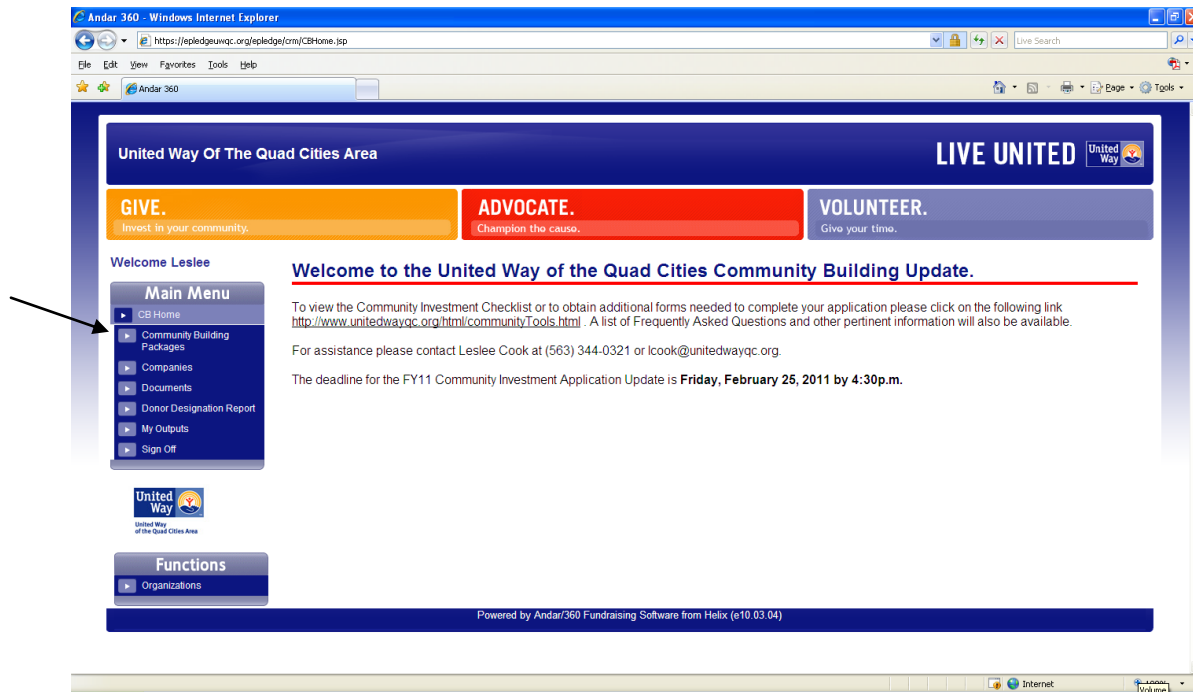 Andar 360 - Windows Internet Explorer
https://epledgeuwqc.org/epledge/crm/CBHome.jsp
Live Search
File Edit View Favorites Tools Help
Andar 360
Page Tools
United Way Of The Quad Cities Area
LIVE UNITED
United Way
GIVE.
Invest in your community.
ADVOCATE.
Champion the cause.
VOLUNTEER.
Give your time.
Welcome Leslee
Main Menu
CB Home
Community Building
Packages
Companies
Documents
Donor Designation Report
My Outputs
Sign Off
United
Way
United Way
of the Quad Cities Area
Functions
Organizations
Welcome to the United Way of the Quad Cities Community Building Update.
To view the Community Investment Checklist or to obtain additional forms needed to complete your application please click on the following link
http://www.unitedwayqc.org/html/communityTools.html . A list of Frequently Asked Questions and other pertinent information will also be available.
For assistance please contact Leslee Cook at (563) 344-0321 or lcook@unitedwayqc.org.
The deadline for the FY11 Community Investment Application Update is Friday, February 25, 2011 by 4:30p.m.
Powered by Andar/360 Fundraising Software from Helix (e10.03.04)
Internet
Volume